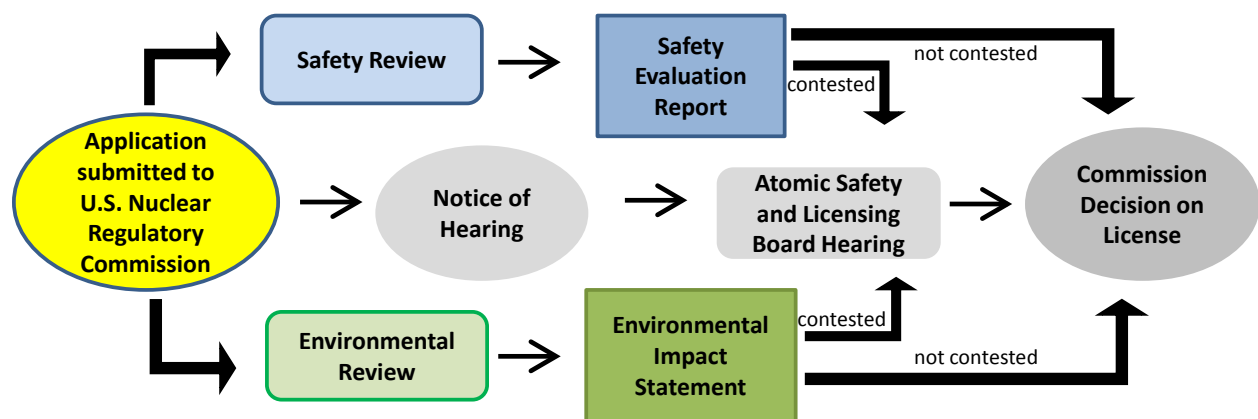 Safety Review
Safety
Evaluation
Report
not contested
contested
Application
submitted to
U.S. Nuclear
Regulatory
Commission
Notice of
Hearing
Atomic Safety
and Licensing
Board Hearing
Commission
Decision on
License
Environmental
Review
Environmental
Impact
Statement
contested
not contested